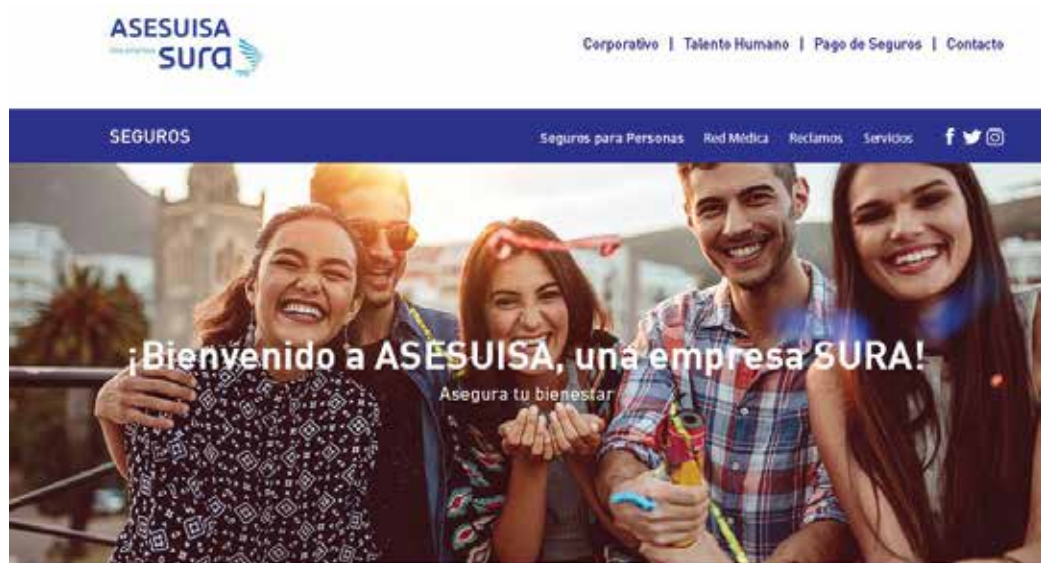 ASESUISA
sura
Corporativo | Talento Humano | Pago de Seguros | Contacto
SEGUROS
Seguros para Personas Red Médica Reclamos Servicios
¡Bienvenido a ASESUISA, una empresa SURA!
Asegura tu bienestar